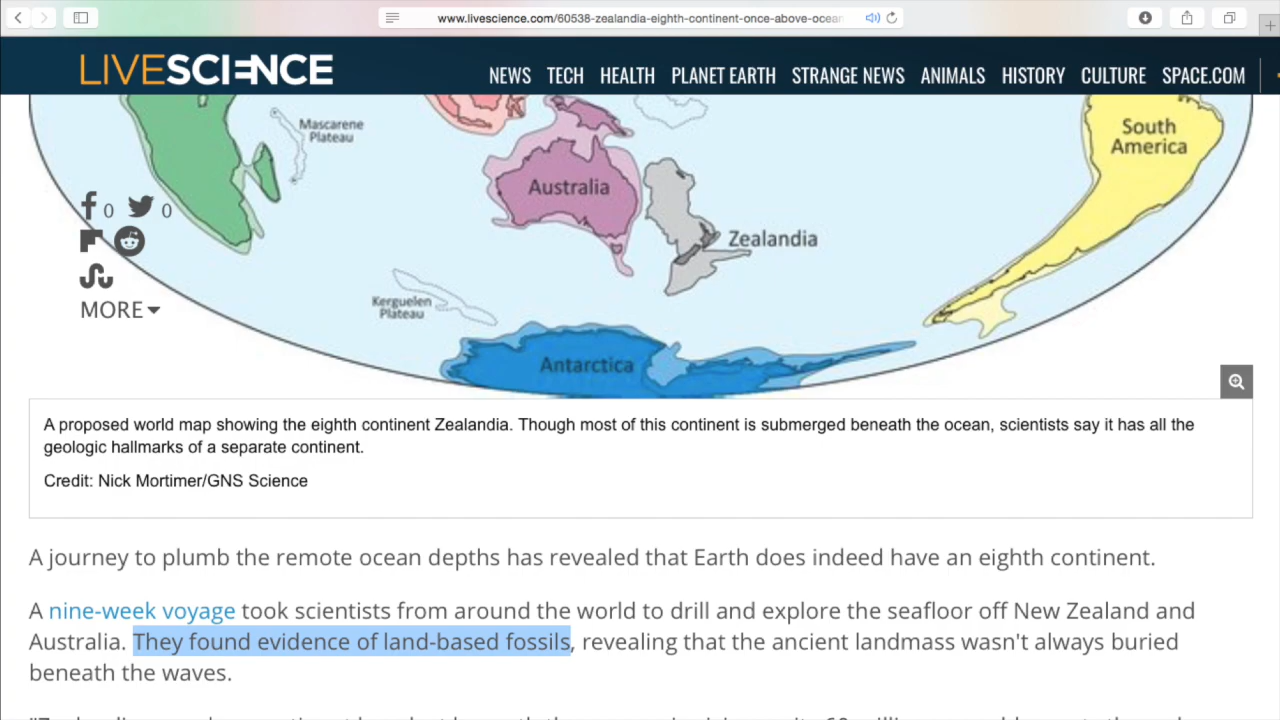 www.livescience.com/60538-zealandia-eighth-continent-once-above-ocean
LIVESCIENCE
NEWS TECH HEALTH PLANET EARTH STRANGE NEWS ANIMALS HISTORY CULTURE SPACE.COM
Mascarene
Plateau
South
America
Australia
0 0
Zealandia
Kerguelen
Plateau
MORE
Antarctica
A proposed world map showing the eighth continent Zealandia. Though most of this continent is submerged beneath the ocean, scientists say it has all the
geologic hallmarks of a separate continent.
Credit: Nick Mortimer/GNS Science
A journey to plumb the remote ocean depths has revealed that Earth does indeed have an eighth continent.
A nine-week voyage took scientists from around the world to drill and explore the seafloor off New Zealand and
Australia. They found evidence of land-based fossils, revealing that the ancient landmass wasn't always buried
beneath the waves.